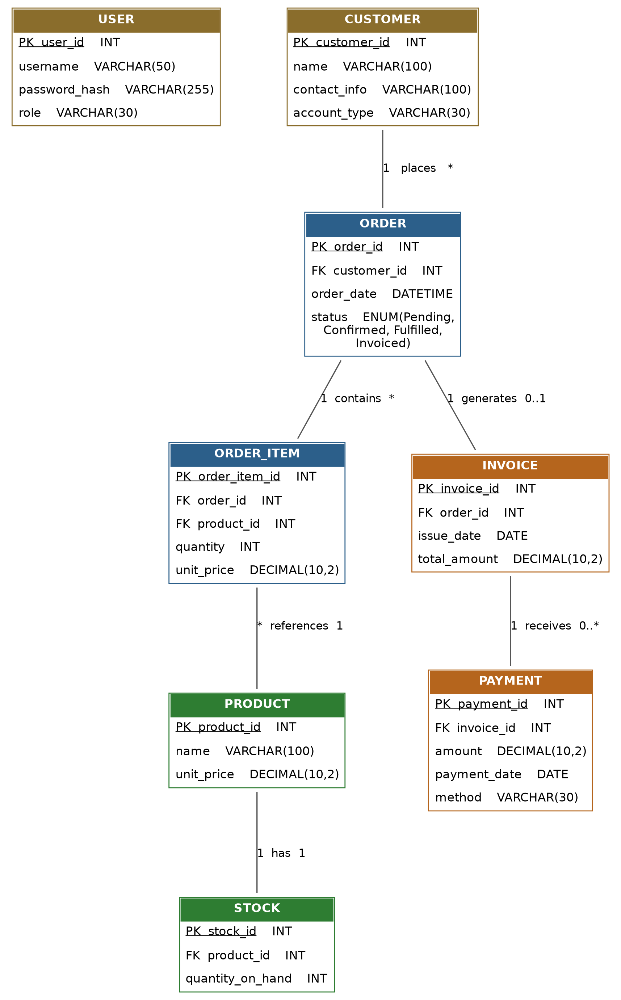 USER
PK user_id INT
username VARCHAR(50)
password_hash VARCHAR(255)
role VARCHAR(30)
CUSTOMER
PK customer_id INT
name VARCHAR(100)
contact_info VARCHAR(100)
account_type VARCHAR(30)
1 places *
ORDER
PK order_id INT
FK customer_id INT
order_date DATETIME
status ENUM(Pending,
Confirmed, Fulfilled,
Invoiced)
1 contains *
1 generates 0..1
ORDER_ITEM
PK order_item_id INT
FK order_id INT
FK product_id INT
quantity INT
unit_price DECIMAL(10,2)
INVOICE
PK invoice_id INT
FK order_id INT
issue_date DATE
total_amount DECIMAL(10,2)
* references 1
1 receives 0..*
PRODUCT
PK product_id INT
name VARCHAR(100)
unit_price DECIMAL(10,2)
PAYMENT
PK payment_id INT
FK invoice_id INT
amount DECIMAL(10,2)
payment_date DATE
method VARCHAR(30)
1 has 1
STOCK
PK stock_id INT
FK product_id INT
quantity_on_hand INT